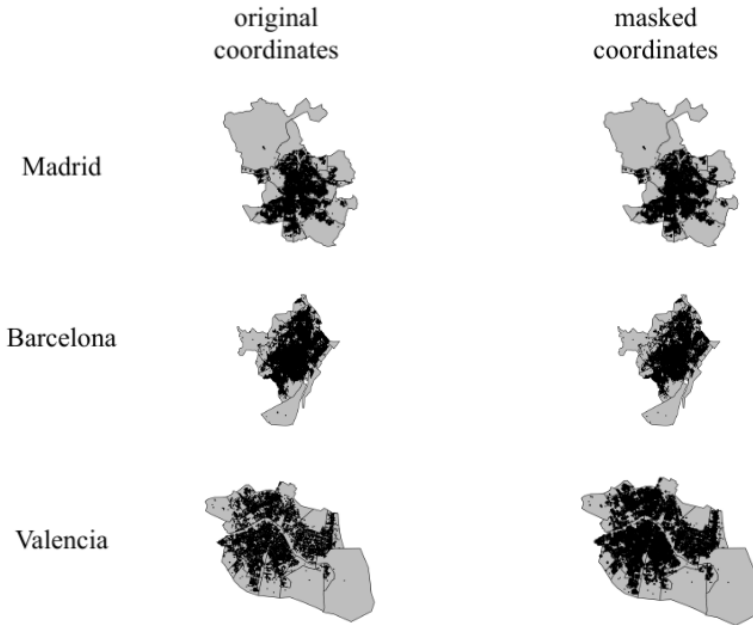 original
coordinates
masked
coordinates
Madrid
Barcelona
Valencia